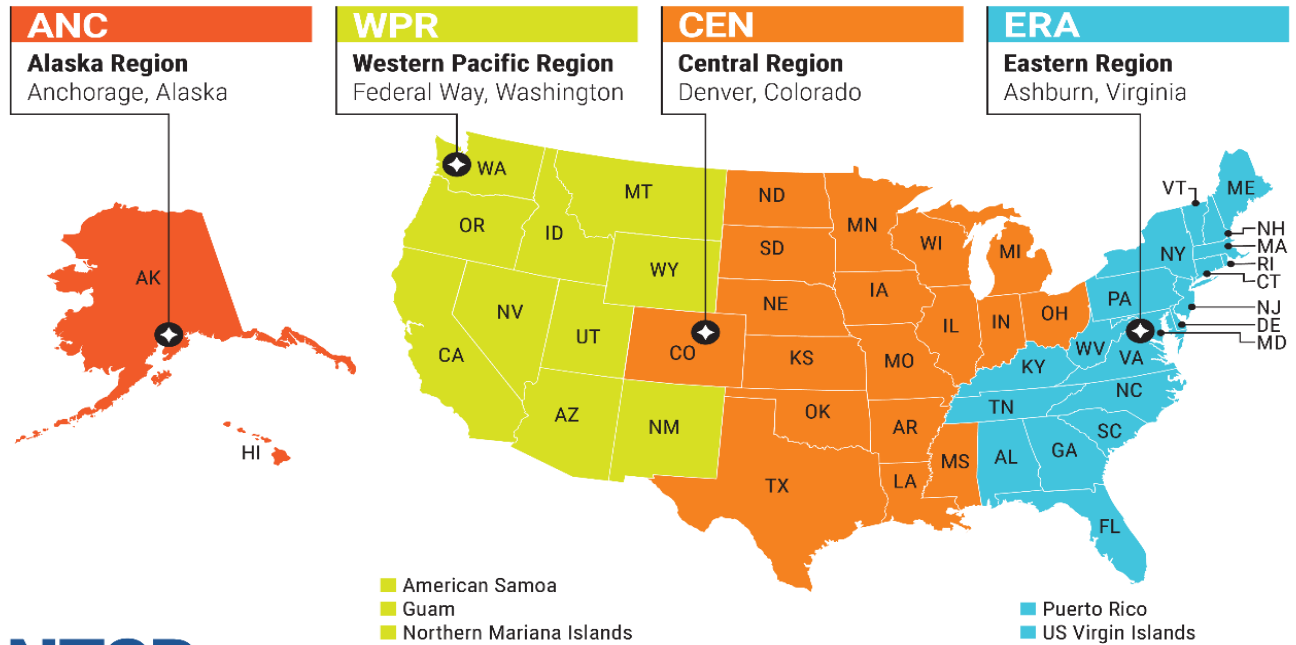 ANC
Alaska Region
Anchorage, Alaska
WPR
Western Pacific Region
Federal Way, Washington
CEN
Central Region
Denver, Colorado
ERA
Eastern Region
Ashburn, Virginia
AK
HI
WA
OR
ID
MT
WY
NV
UT
CA
AZ
NM
ND
SD
NE
CO
KS
OK
TX
MN
IA
MO
AR
LA
WI
IL
MI
IN
OH
MS
VT
ME
NH
MA
RI
CT
NJ
DE
MD
NY
PA
WV
VA
KY
TN
NC
SC
AL
GA
FL
American Samoa
Guam
Northern Mariana Islands
Puerto Rico
US Virgin Islands
NTSB